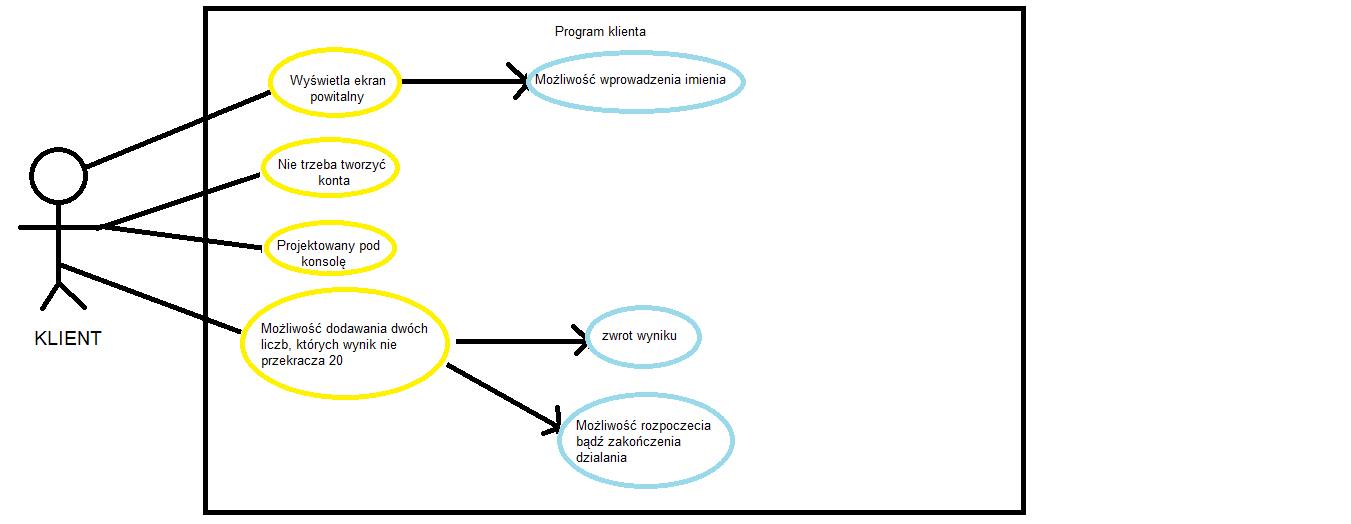 Program klienta
Wyświetla ekran
powitalny
Możliwość wprowadzenia imienia
Nie trzeba tworzyć
konta
Projektowany pod
konsolę
Możliwość dodawania dwóch
liczb, których wynik nie
przekracza 20
zwrot wyniku
Możliwość rozpoczecia
bądź zakończenia
dzialania
KLIENT